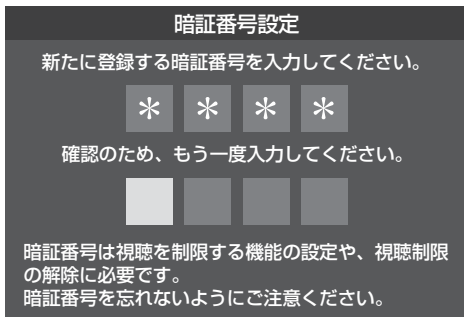 暗証番号設定
新たに登録する暗証番号を入力してください。
＊ ＊ ＊ ＊
確認のため、もう一度入力してください。
暗証番号は視聴を制限する機能の設定や、視聴制限
の解除に必要です。
暗証番号を忘れないようにご注意ください。